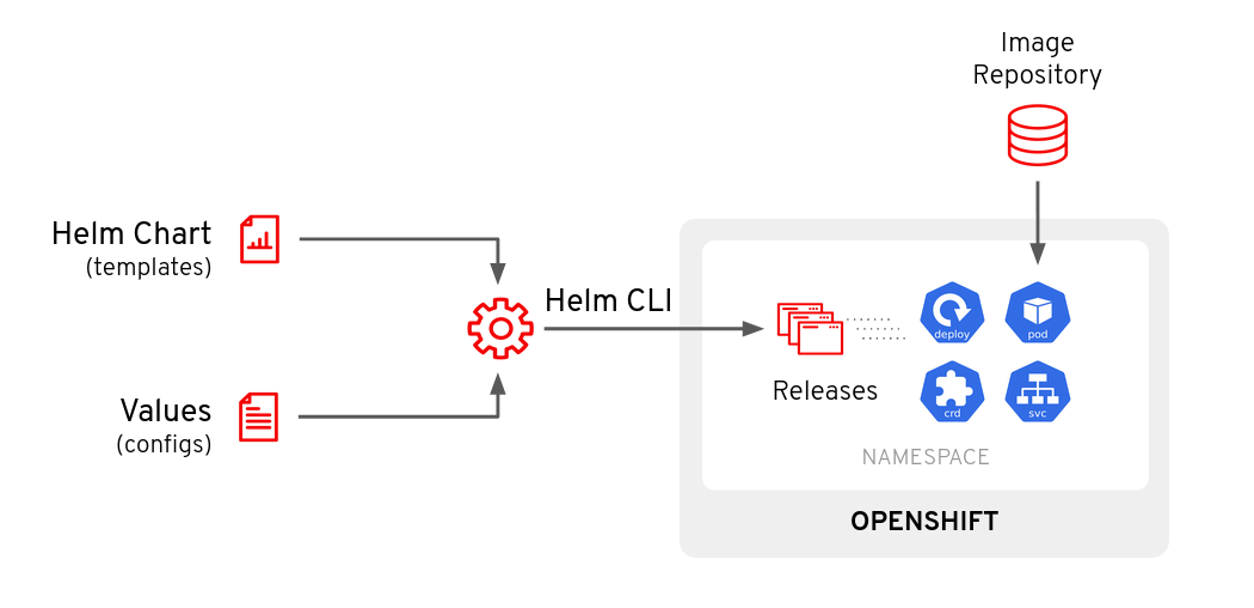 Image
Repository
Helm Chart
(templates)
Helm CLI
Values
(configs)
Releases
deploy
pod
crd
svc
NAMESPACE
OPENSHIFT